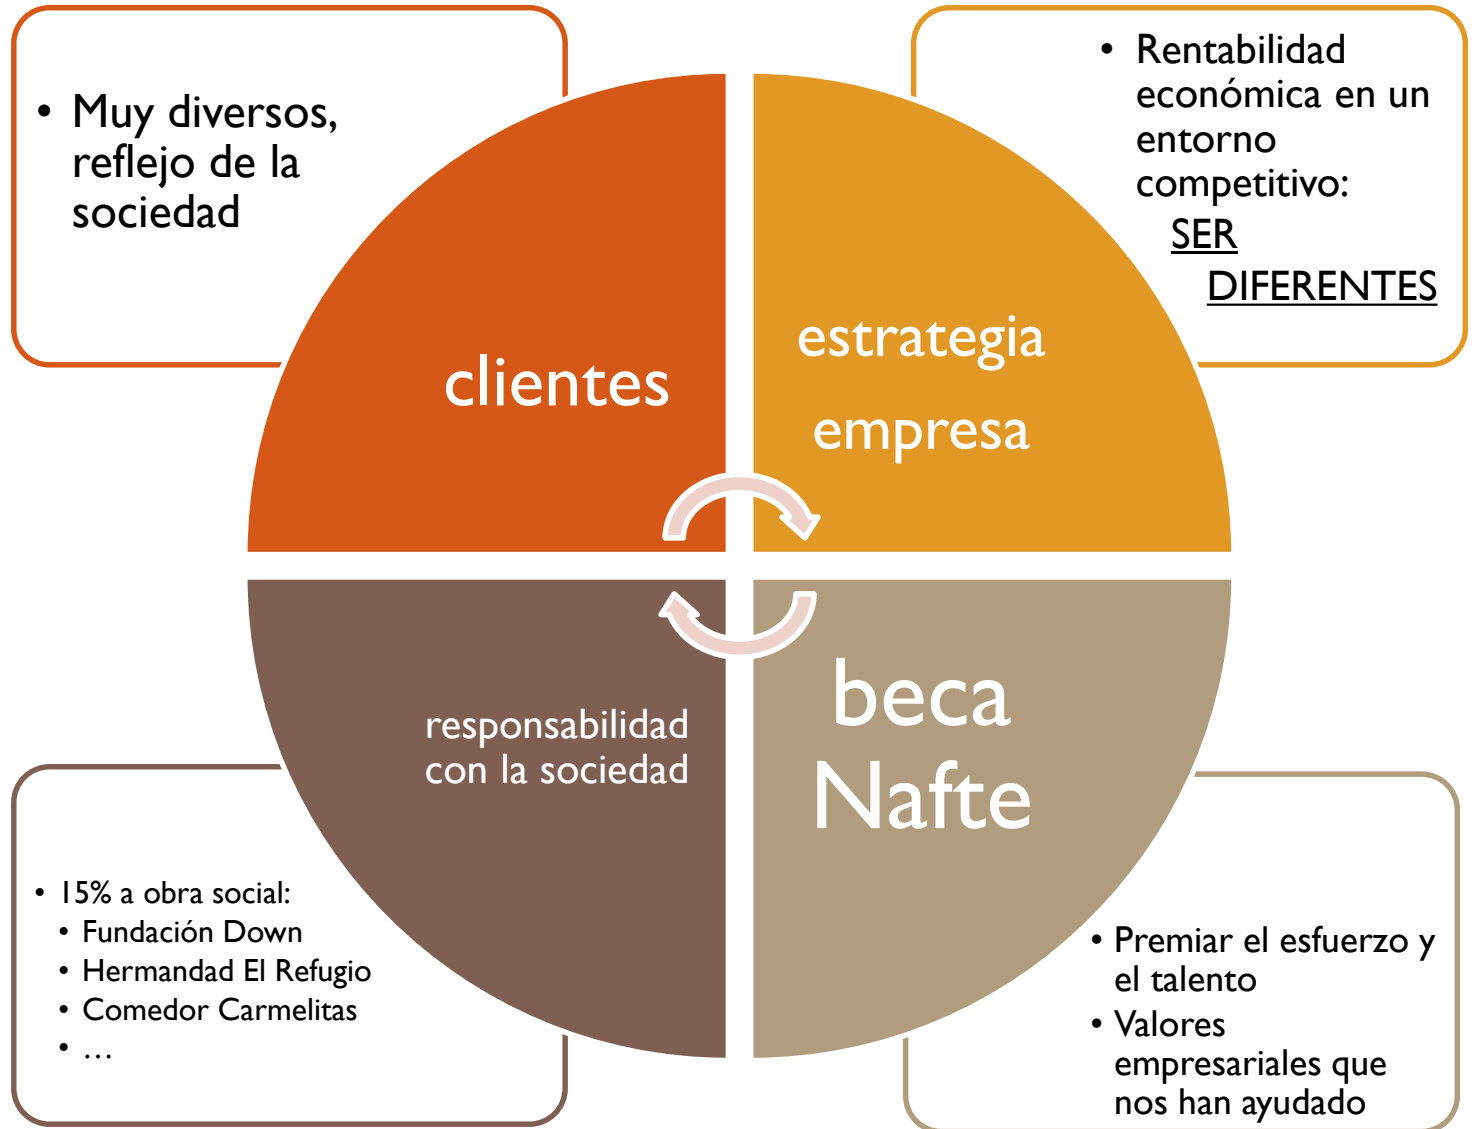 • Muy diversos,
reflejo de la
sociedad
• Rentabilidad
económica en un
entorno
competitivo:
SER
DIFERENTES
clientes
estrategia
empresa
responsabilidad
con la sociedad
beca
Nafte
• 15% a obra social:
• Fundación Down
• Hermandad El Refugio
• Comedor Carmelitas
• …
• Premiar el esfuerzo y
el talento
• Valores
empresariales que
nos han ayudado